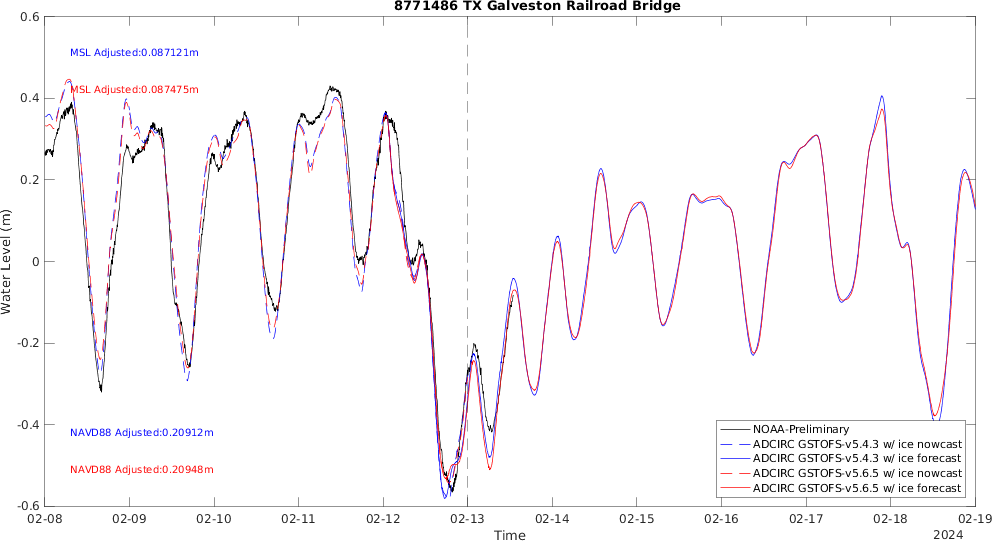 8771486 TX Galveston Railroad Bridge
0.6
0.4
0.2
0
-0.2
-0.4
-0.6
Water Level (m)
MSL Adjusted:0.087121m
MSL Adjusted:0.087475m
NAVD88 Adjusted:0.20912m
NAVD88 Adjusted:0.20948m
NOAA-Preliminary
ADCIRC GSTOFS-v5.4.3 w/ ice nowcast
ADCIRC GSTOFS-v5.4.3 w/ ice forecast
ADCIRC GSTOFS-v5.6.5 w/ ice nowcast
ADCIRC GSTOFS-v5.6.5 w/ ice forecast
02-08 02-09 02-10 02-11 02-12 02-13 02-14 02-15 02-16 02-17 02-18 02-19
Time
2024